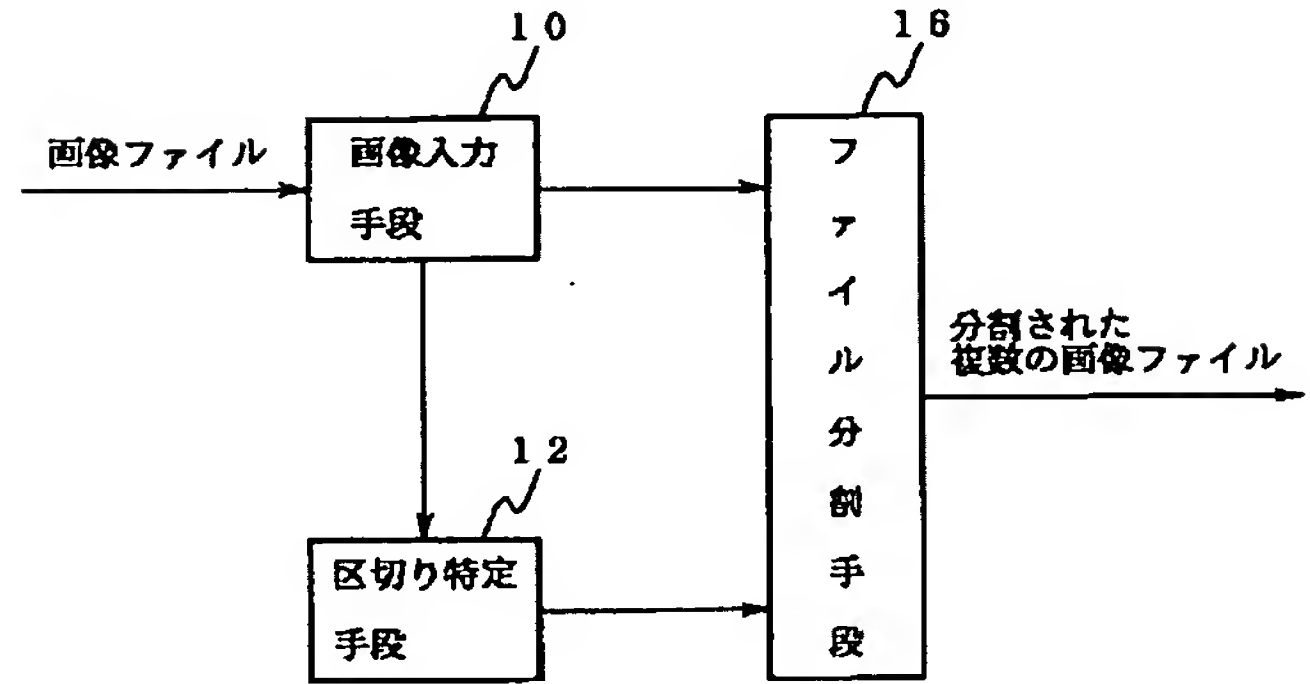 １０
１６
画像ファイル
画像入力
手段
ファイル分割手段
分割された
複数の画像ファイル
１２
区切り特定
手段